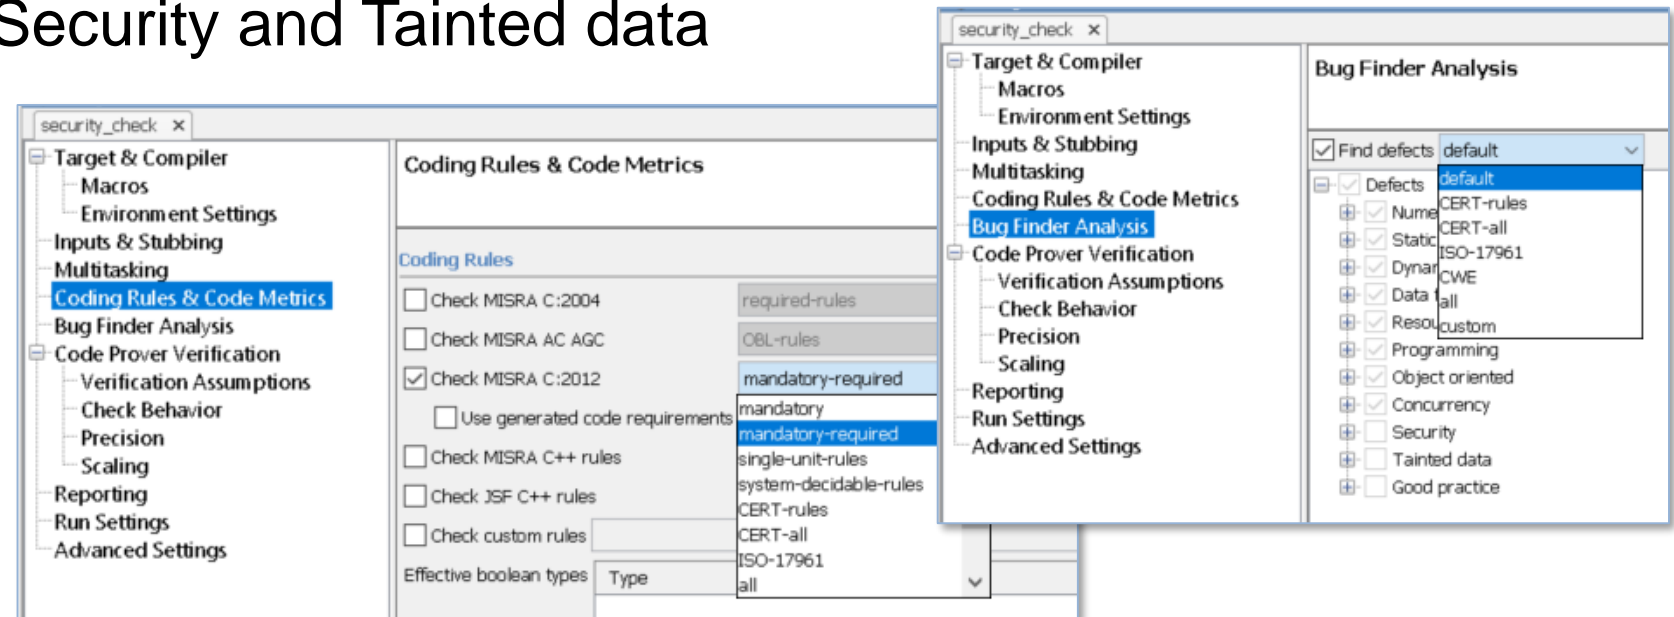 Security and Tainted data
security_check ×
Target & Compiler
Macros
Environment Settings
Inputs & Stubbing
Multitasking
Coding Rules & Code Metrics
Bug Finder Analysis
Code Prover Verification
Verification Assumptions
Check Behavior
Precision
Scaling
Reporting
Run Settings
Advanced Settings
Coding Rules & Code Metrics
Coding Rules
Check MISRA C:2004 required-rules
Check MISRA AC AGC OBL-rules
Check MISRA C:2012 mandatory-required
Use generated code requirements
Check MISRA C++ rules
Check JSF C++ rules
Check custom rules
Effective boolean types Type
mandatory
mandatory-required
single-unit-rules
system-decidable-rules
CERT-rules
CERT-all
ISO-17961
all
security_check ×
Target & Compiler
Macros
Environment Settings
Inputs & Stubbing
Multitasking
Coding Rules & Code Metrics
Bug Finder Analysis
Code Prover Verification
Verification Assumptions
Check Behavior
Precision
Scaling
Reporting
Run Settings
Advanced Settings
Bug Finder Analysis
Find defects default
Defects
Nume
Static
Dynar
Data
Resou
Programming
Object oriented
Concurrency
Security
Tainted data
Good practice
default
CERT-rules
CERT-all
ISO-17961
CWE
all
custom